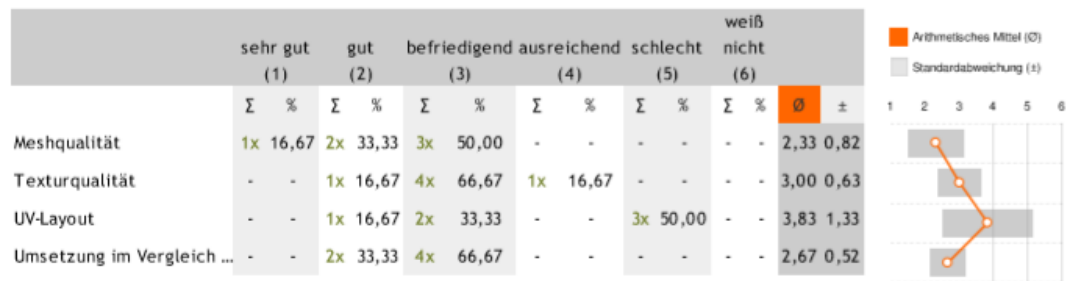 weiß
sehr gut gut befriedigend ausreichend schlecht nicht
(1) (2) (3) (4) (5) (6)
Σ % Σ % Σ % Σ % Σ % Σ % Ø ±
Meshqualität 1x 16,67 2x 33,33 3x 50,00 - - - - - - 2,33 0,82
Texturqualität - - 1x 16,67 4x 66,67 1x 16,67 - - - - 3,00 0,63
UV-Layout - - 1x 16,67 2x 33,33 - - 3x 50,00 - - 3,83 1,33
Umsetzung im Vergleich ... - - 2x 33,33 4x 66,67 - - - - - - 2,67 0,52
Arithmetisches Mittel (Ø)
Standardabweichung (±)
1 2 3 4 5 6